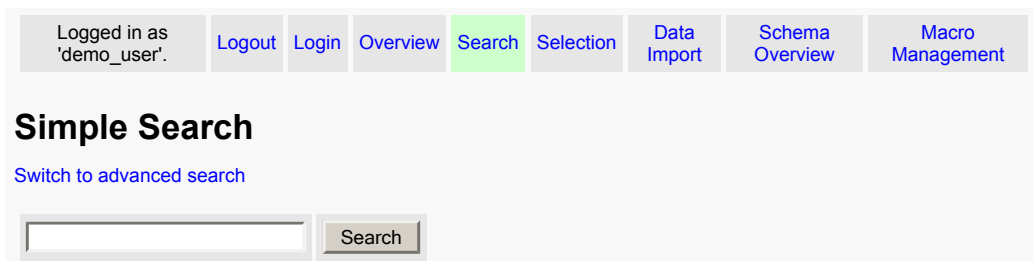 Logged in as 'demo_user'. Logout Login Overview Search Selection Data Import Schema Overview Macro Management
Simple Search
Switch to advanced search
Search